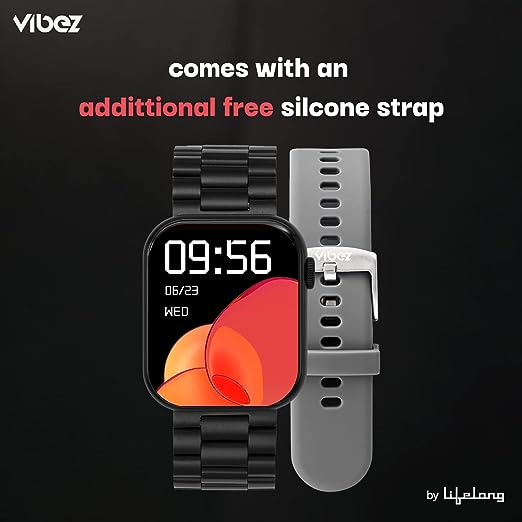 Vibez
comes with an
addittional free silcone strap
09:56
06/23
WED
vibez
by lifelong